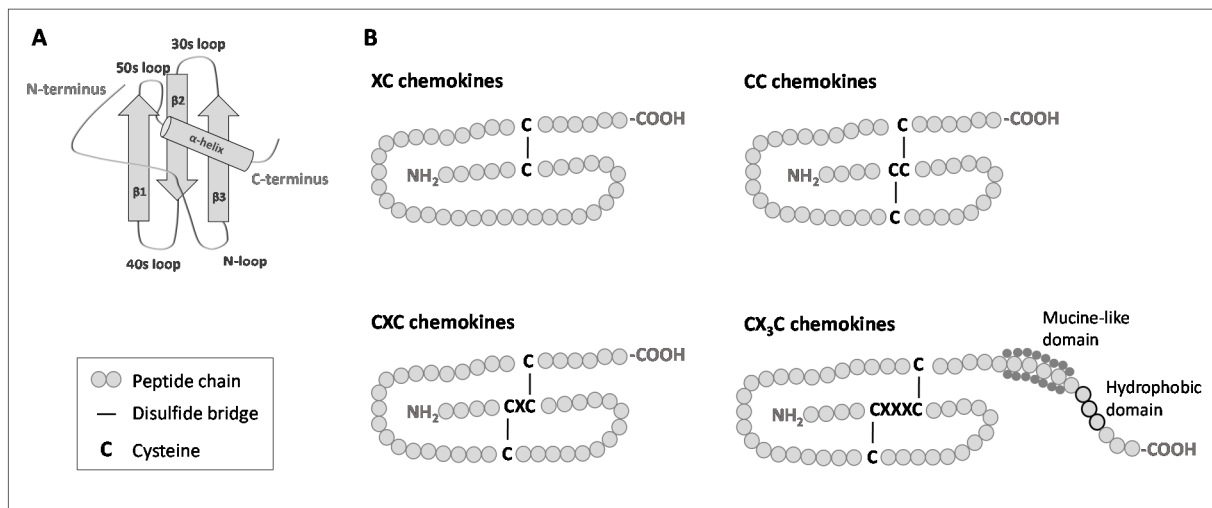 A
30s loop
50s loop
N-terminus
β2
α-helix
C-terminus
β1
β3
40s loop
N-loop
Peptide chain
Disulfide bridge
C Cysteine
B
XC chemokines
C -COOH
NH2 C
CC chemokines
C -COOH
NH2 CC
C
CXC chemokines
C -COOH
NH2 CXC
C
CX3C chemokines
Mucine-like
domain
C
Hydrophobic
domain
NH2 CXXXC
C -COOH